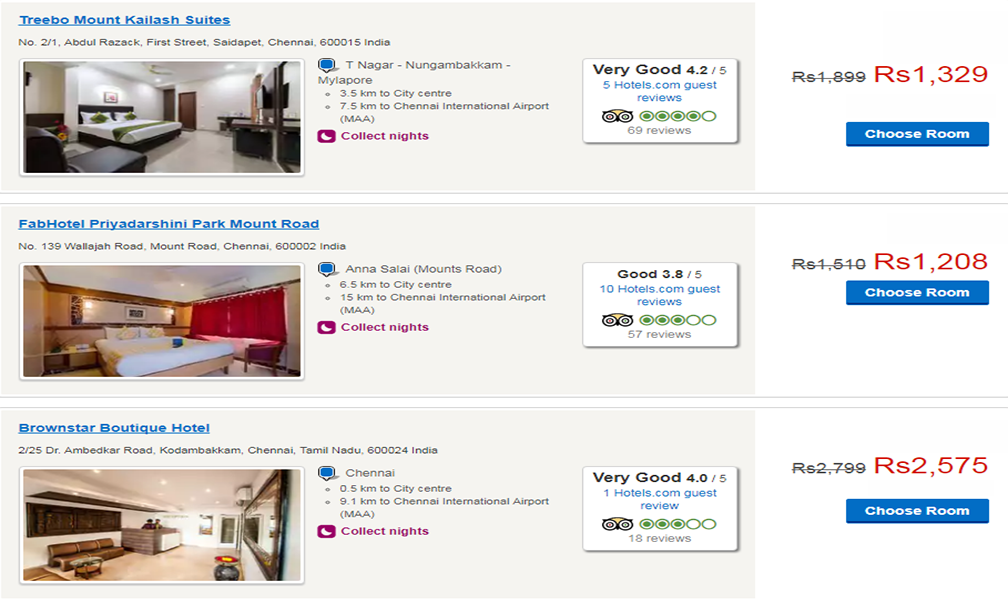 Treebo Mount Kailash Suites
No. 2/1, Abdul Razack, First Street, Saidapet, Chennai, 600015 India
T Nagar - Nungambakkam -
Mylapore
3.5 km to City centre
7.5 km to Chennai International Airport
(MAA)
Collect nights
Very Good 4.2 / 5
5 Hotels.com guest
reviews
69 reviews
Rs1,899 Rs1,329
Choose Room
FabHotel Priyadarshini Park Mount Road
No. 139 Wallajah Road, Mount Road, Chennai, 600002 India
Anna Salai (Mounts Road)
6.5 km to City centre
15 km to Chennai International Airport
(MAA)
Collect nights
Good 3.8 / 5
10 Hotels.com guest
reviews
57 reviews
Rs1,510 Rs1,208
Choose Room
Brownstar Boutique Hotel
2/25 Dr. Ambedkar Road, Kodambakkam, Chennai, Tamil Nadu, 600024 India
Chennai
0.5 km to City centre
9.1 km to Chennai International Airport
(MAA)
Collect nights
Very Good 4.0 / 5
1 Hotels.com guest
review
18 reviews
Rs2,799 Rs2,575
Choose Room